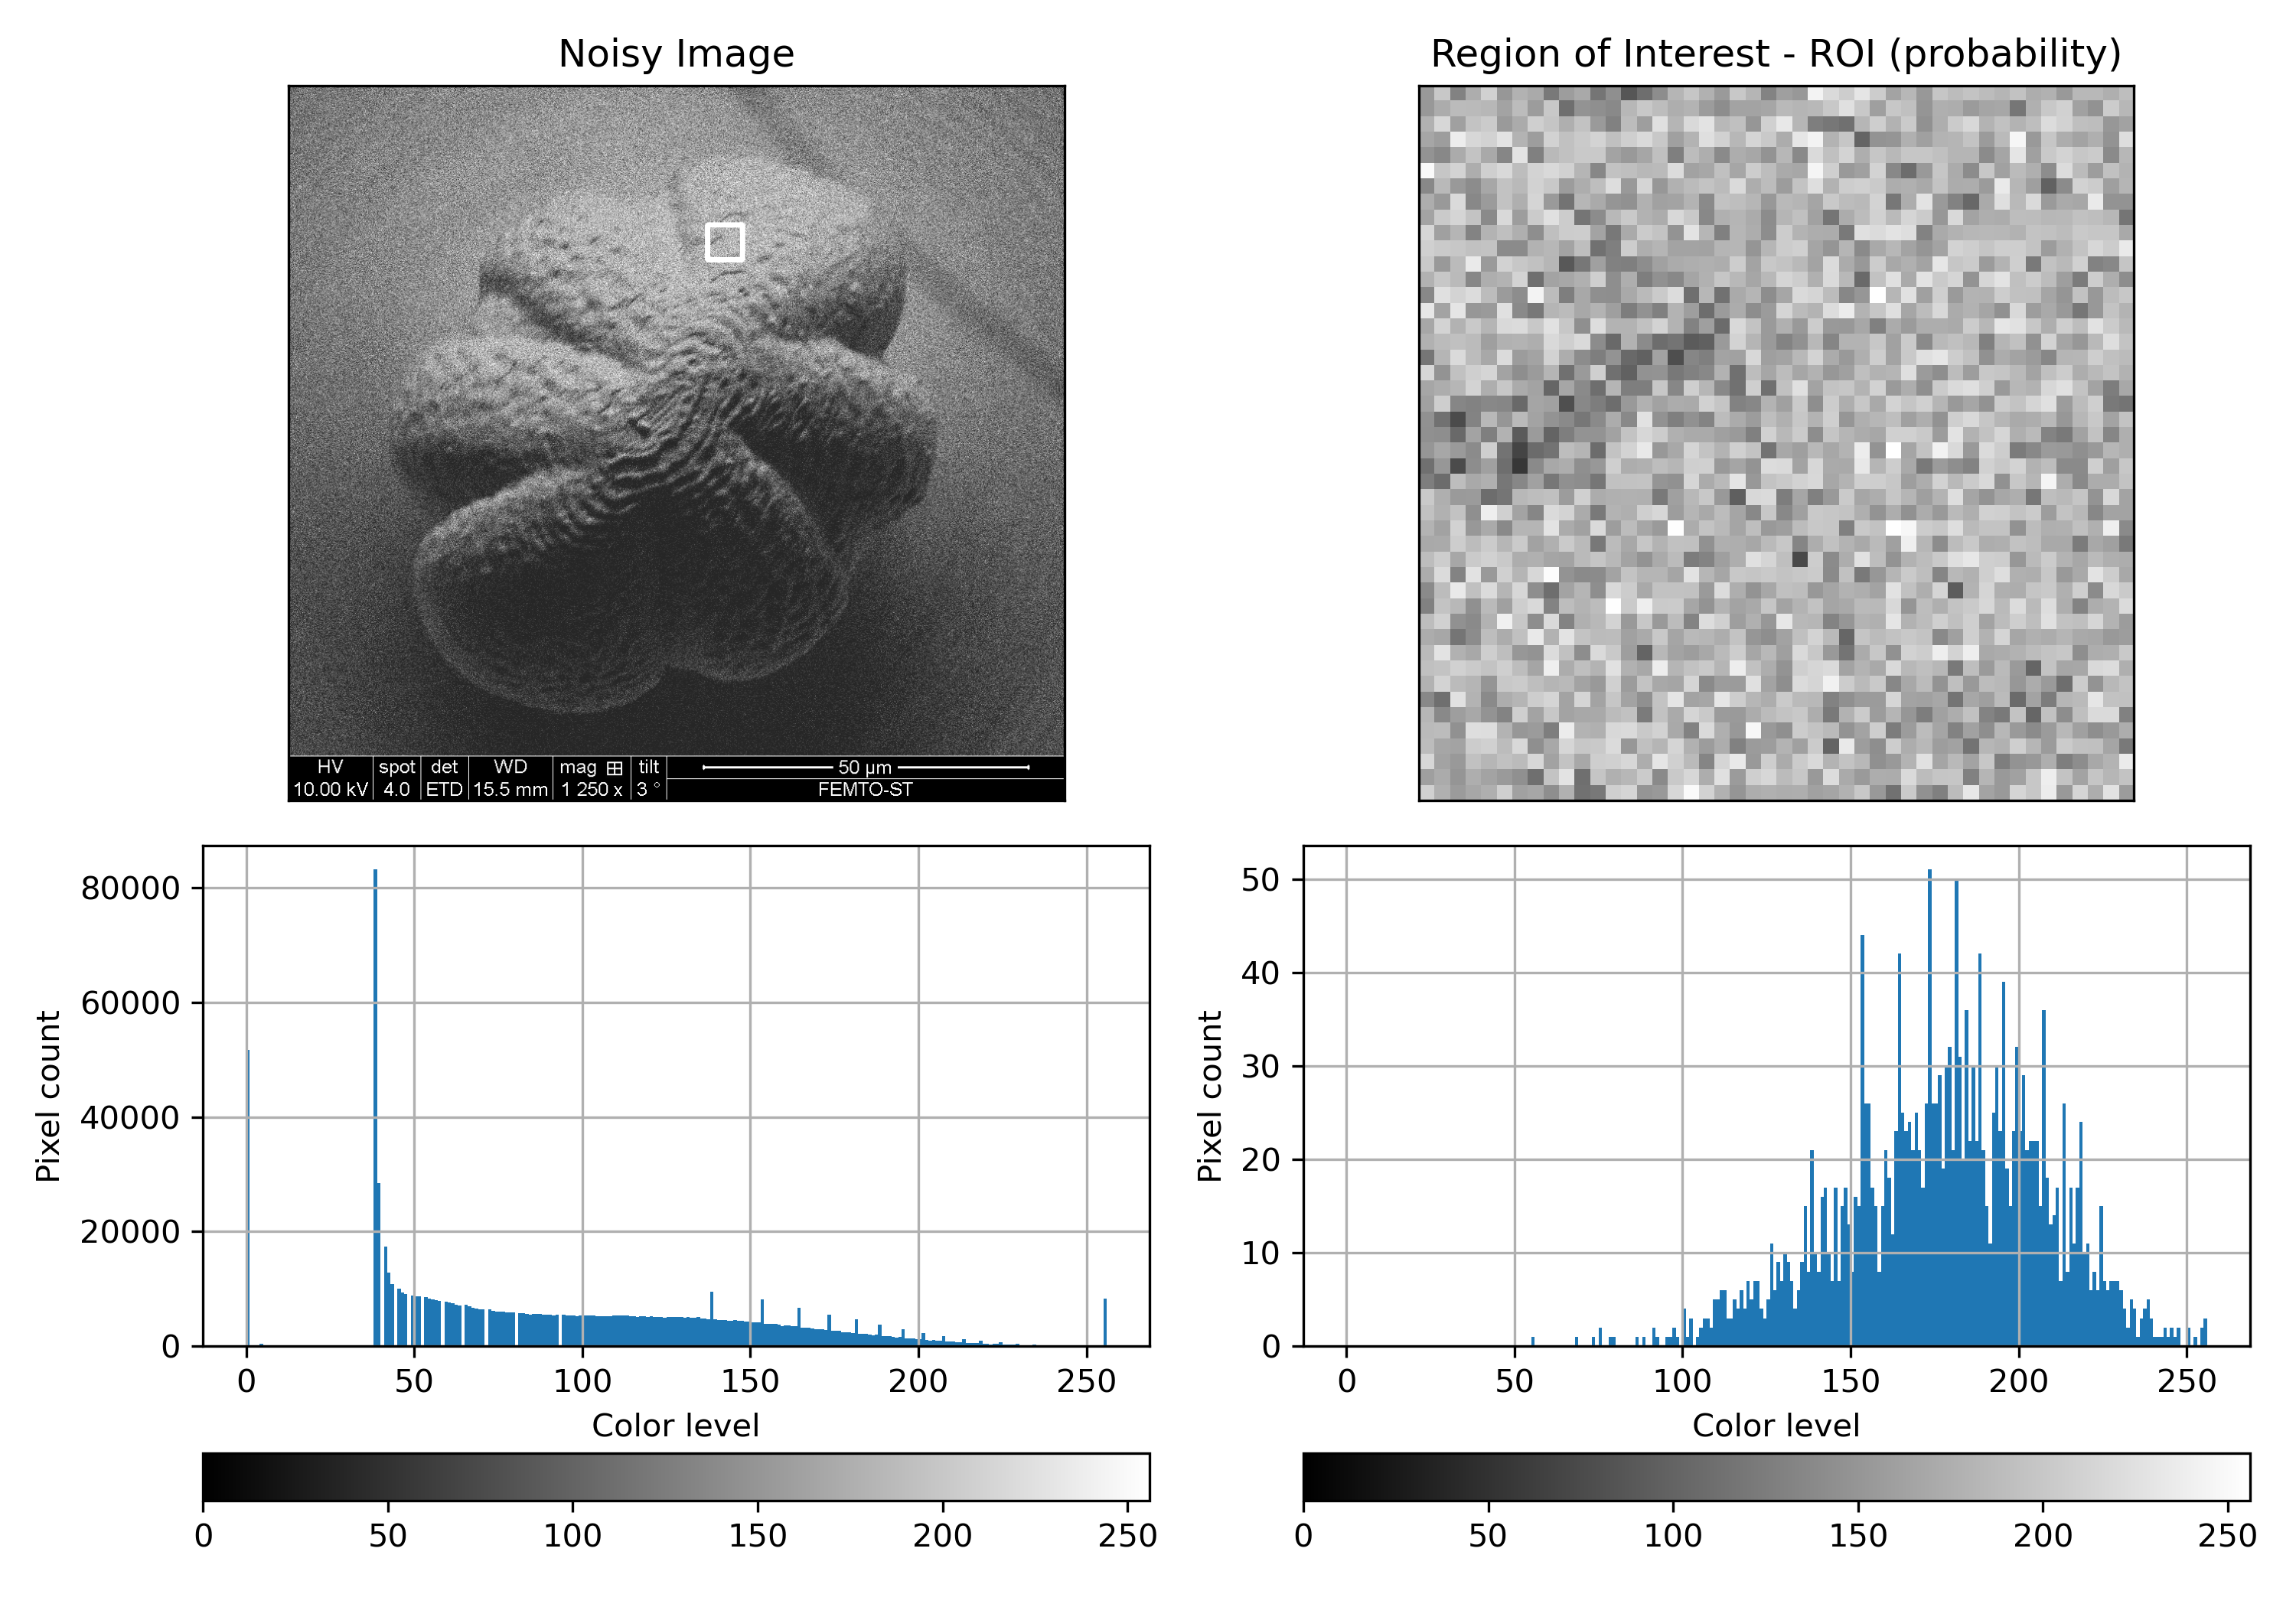 Noisy Image
HV spot det WD mag tilt 50 µm
10.00 kV 4.0 ETD 15.5 mm 1 250 x 3 ° FEMTO-ST
Region of Interest - ROI (probability)
Pixel count
80000
60000
40000
20000
0
0 50 100 150 200 250
Color level
0 50 100 150 200 250
Pixel count
50
40
30
20
10
0
0 50 100 150 200 250
Color level
0 50 100 150 200 250